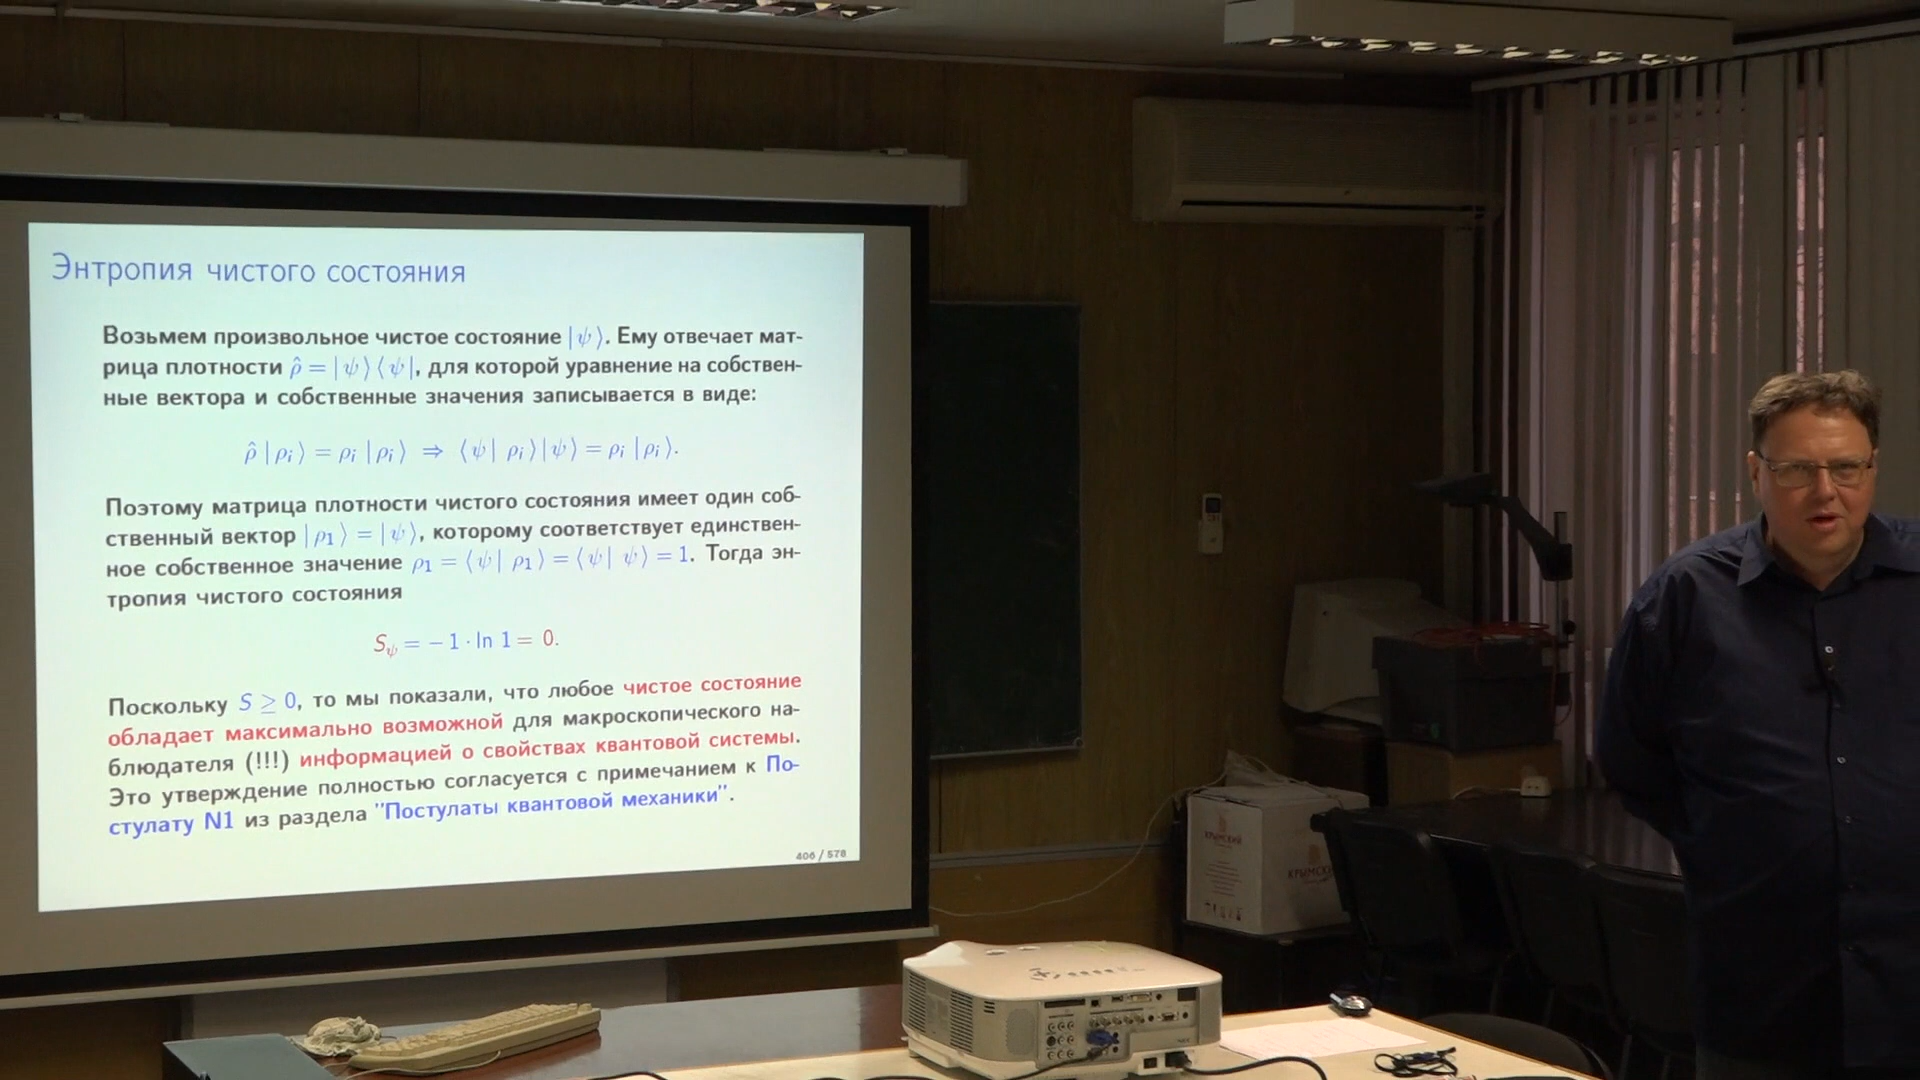 Энтропия чистого состояния
Возьмем произвольное чистое состояние |ψ⟩. Ему отвечает мат-
рица плотности ρ̂ = |ψ⟩⟨ψ|, для которой уравнение на собствен-
ные вектора и собственные значения записывается в виде:
ρ̂ |ρᵢ⟩ = ρᵢ |ρᵢ⟩ ⇒ ⟨ψ| ρᵢ⟩|ψ⟩ = ρᵢ |ρᵢ⟩.
Поэтому матрица плотности чистого состояния имеет один соб-
ственный вектор |ρ₁⟩ = |ψ⟩, которому соответствует единствен-
ное собственное значение ρ₁ = ⟨ψ| ρ₁⟩ = ⟨ψ| ψ⟩ = 1. Тогда эн-
тропия чистого состояния
S_ψ = − 1 · ln 1 = 0.
Поскольку S ≥ 0, то мы показали, что любое чистое состояние
обладает максимально возможной для макроскопического на-
блюдателя (!!!) информацией о свойствах квантовой системы.
Это утверждение полностью согласуется с примечанием к По-
стулату N1 из раздела "Постулаты квантовой механики".
406 / 578
КРЫМСКИЙ